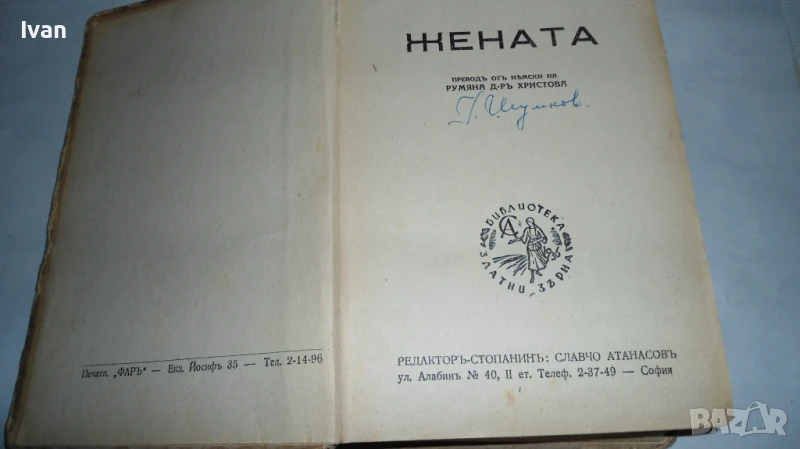 Ivan
Печатн. „ФАРЪ“ — Екз. Йосифъ 35 — Тел. 2-14-96
ЖЕНАТА
ПРЕВОДЪ ОТЪ НѢМСКИ НА
РУМЯНА Д-РЪ ХРИСТОВА
БИБЛИОТЕКА
ЗЛАТНИ ЗЪРНА
РЕДАКТОРЪ-СТОПАНИНЪ: СЛАВЧО АТАНАСОВЪ
ул. Алабинъ № 40, II ет. Телеф. 2-37-49 — София
BAZAR